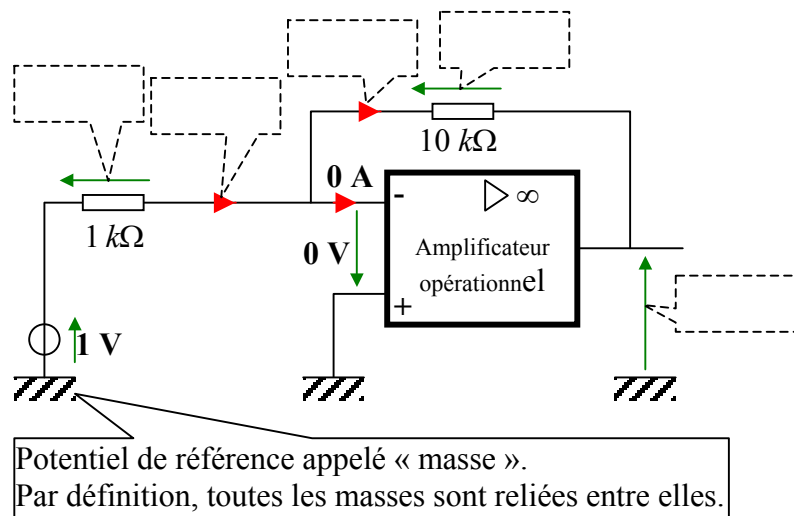 10 kΩ
0 A
- ▷ ∞
1 kΩ
0 V
Amplificateur
opérationnel
+
1 V
Potentiel de référence appelé « masse ».
Par définition, toutes les masses sont reliées entre elles.